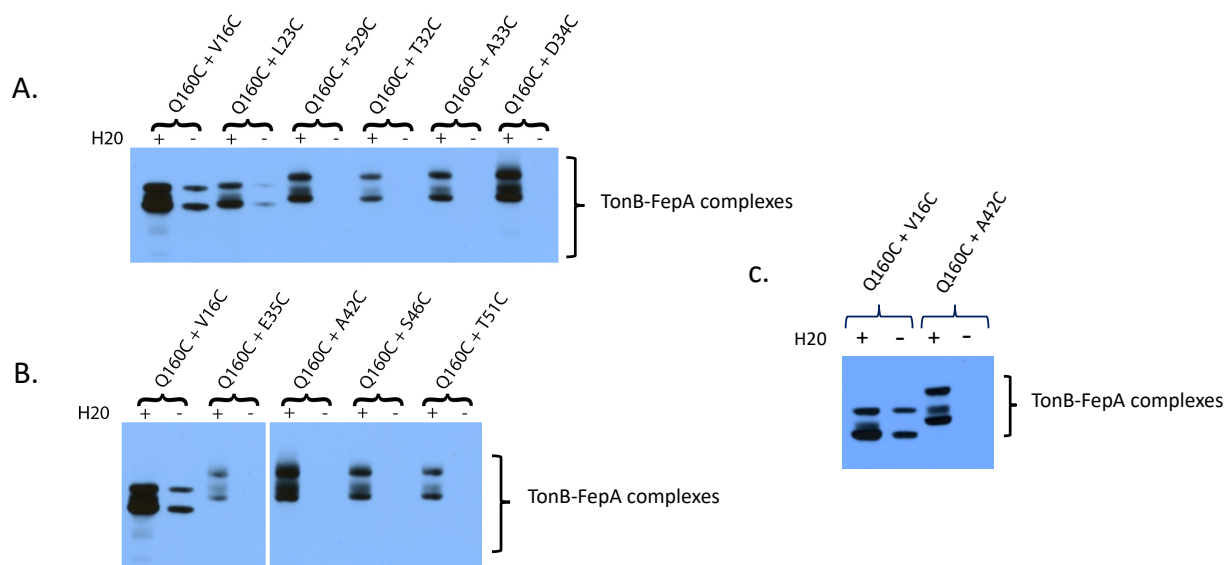 A.
Q160C + V16C
Q160C + L23C
Q160C + S29C
Q160C + T32C
Q160C + A33C
Q160C + D34C
H20 + - + - + - + - + - + -
TonB-FepA complexes
B.
Q160C + V16C
Q160C + E35C
Q160C + A42C
Q160C + S46C
Q160C + T51C
H20 + - + - + - + - + -
TonB-FepA complexes
c.
Q160C + V16C
Q160C + A42C
H20 + - + -
TonB-FepA complexes